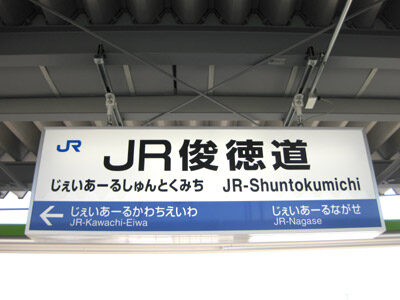 JR
JR俊徳道
じぇいあーるしゅんとくみち JR-Shuntokumichi
じぇいあーるかわちえいわ じぇいあーるながせ
JR-Kawachi-Eiwa JR-Nagase